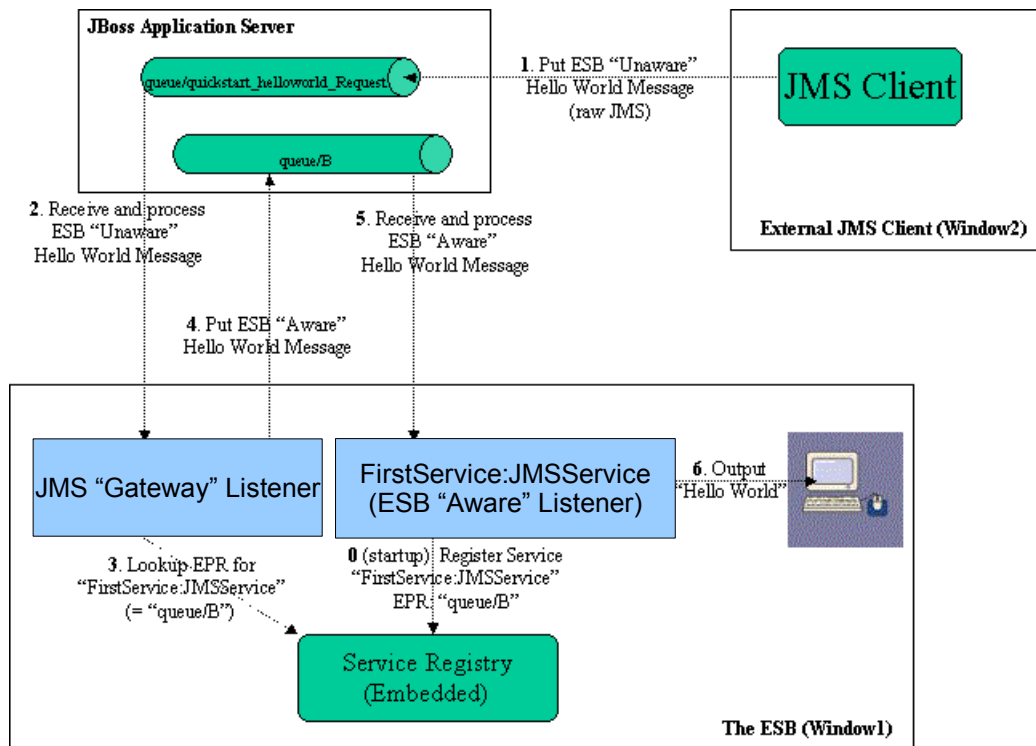 JBoss Application Server
queue/quickstart_helloworld_Request
queue/B
1. Put ESB “Unaware”
Hello World Message
(raw JMS)
JMS Client
External JMS Client (Window2)
2. Receive and process
ESB “Unaware”
Hello World Message
5. Receive and process
ESB “Aware”
Hello World Message
4. Put ESB “Aware”
Hello World Message
JMS “Gateway” Listener
FirstService:JMSService
(ESB “Aware” Listener)
6. Output
“Hello World”
3. Lookup EPR for
“FirstService:JMSService”
(= “queue/B”)
0 (startup) Register Service
“FirstService:JMSService”
EPR: “queue/B”
Service Registry
(Embedded)
The ESB (Window1)